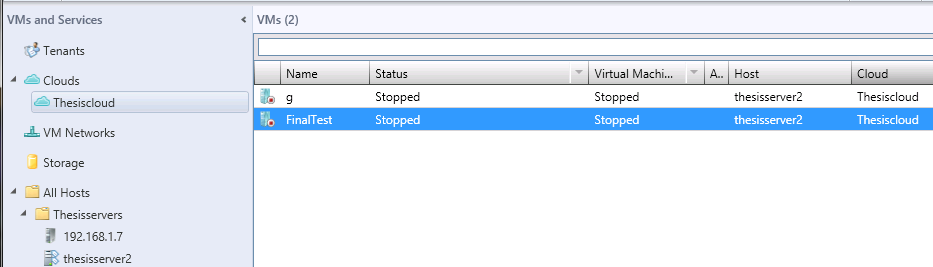 VMs and Services
Tenants
Clouds
Thesiscloud
VM Networks
Storage
All Hosts
Thesisservers
192.168.1.7
thesisserver2
VMs (2)
Name Status Virtual Machi... A.. Host Cloud
g Stopped Stopped thesisserver2 Thesiscloud
FinalTest Stopped Stopped thesisserver2 Thesiscloud